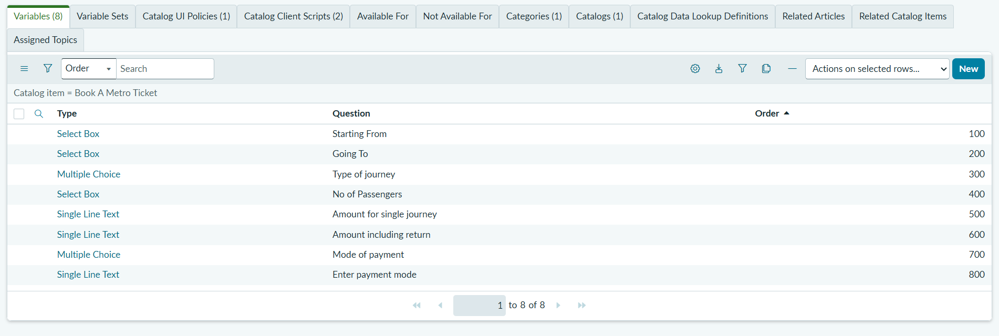 Variables (8) Variable Sets Catalog UI Policies (1) Catalog Client Scripts (2) Available For Not Available For Categories (1) Catalogs (1) Catalog Data Lookup Definitions Related Articles Related Catalog Items
Assigned Topics
Order Search Actions on selected rows... New
Catalog item = Book A Metro Ticket
Type Question Order
Select Box Starting From 100
Select Box Going To 200
Multiple Choice Type of journey 300
Select Box No of Passengers 400
Single Line Text Amount for single journey 500
Single Line Text Amount including return 600
Multiple Choice Mode of payment 700
Single Line Text Enter payment mode 800
1 to 8 of 8